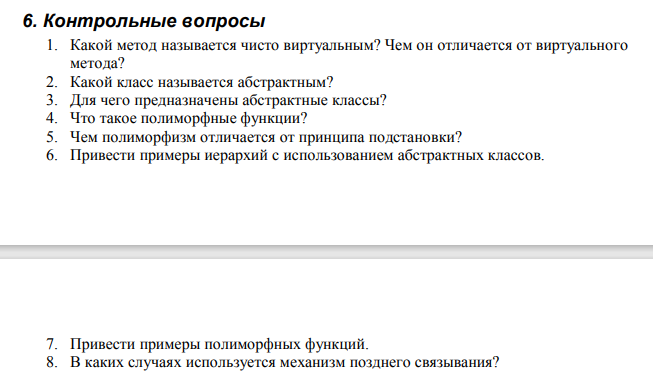 6. Контрольные вопросы
1. Какой метод называется чисто виртуальным? Чем он отличается от виртуального
метода?
2. Какой класс называется абстрактным?
3. Для чего предназначены абстрактные классы?
4. Что такое полиморфные функции?
5. Чем полиморфизм отличается от принципа подстановки?
6. Привести примеры иерархий с использованием абстрактных классов.
7. Привести примеры полиморфных функций.
8. В каких случаях используется механизм позднего связывания?